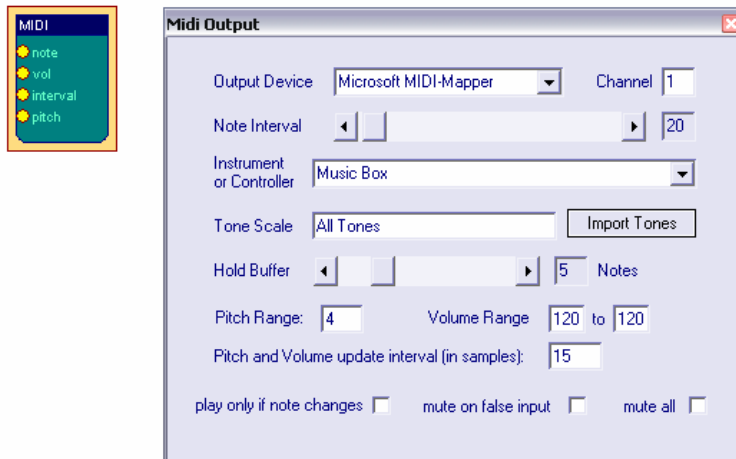 MIDI
note
vol
interval
pitch
Midi Output
Output Device Microsoft MIDI-Mapper Channel 1
Note Interval 20
Instrument
or Controller Music Box
Tone Scale All Tones Import Tones
Hold Buffer 5 Notes
Pitch Range: 4 Volume Range 120 to 120
Pitch and Volume update interval (in samples): 15
play only if note changes mute on false input mute all